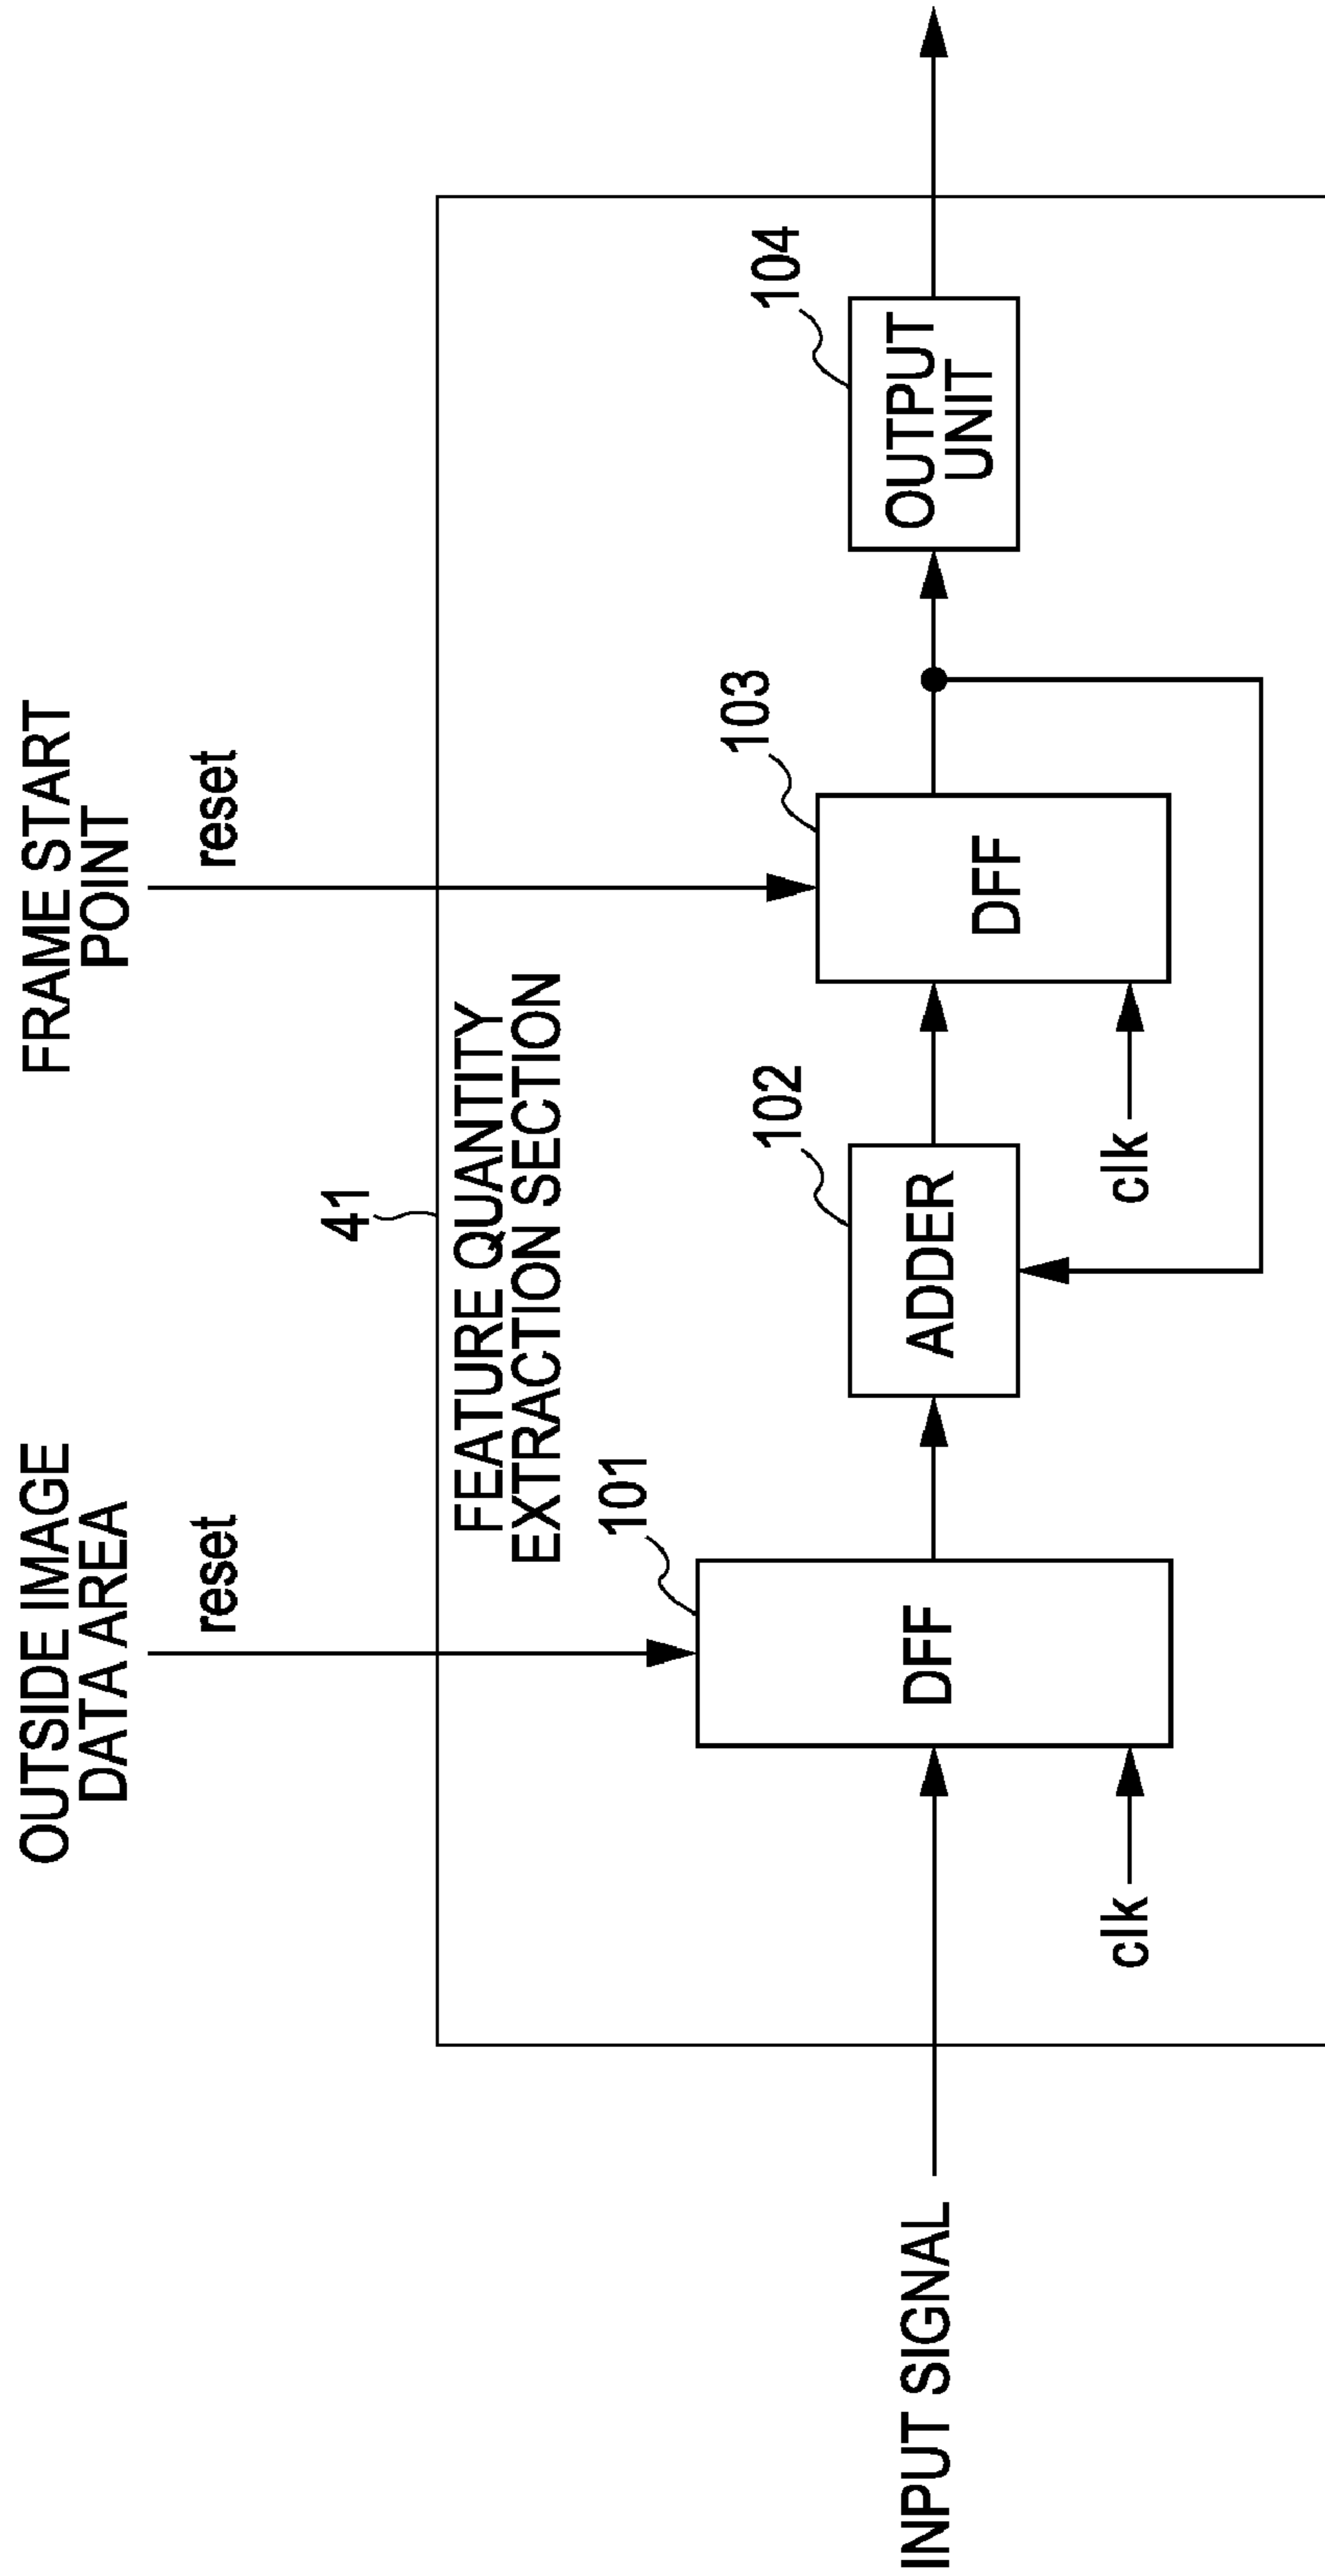 OUTSIDE IMAGE
DATA AREA
reset
FRAME START
POINT
reset
41
FEATURE QUANTITY
EXTRACTION SECTION
101
102
103
104
INPUT SIGNAL
DFF
ADDER
DFF
OUTPUT
UNIT
clk
clk